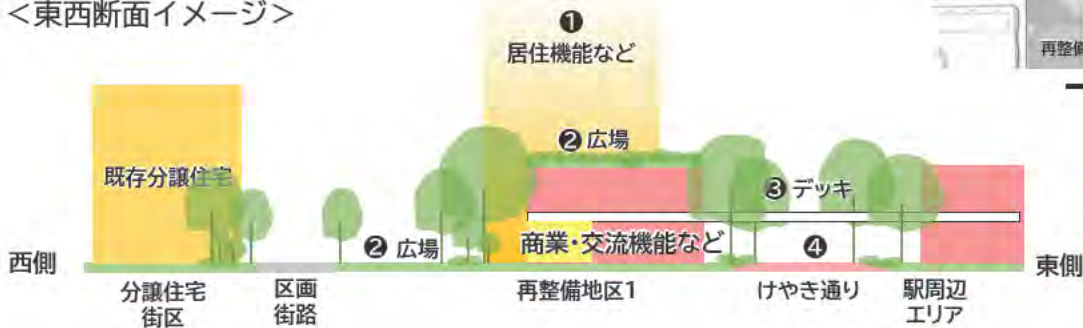 <東西断面イメージ>
再整備
❶
居住機能など
❷広場
既存分譲住宅
❸デッキ
❷広場
商業・交流機能など
❹
西側
東側
分譲住宅
街区
区画
街路
再整備地区1
けやき通り
駅周辺
エリア